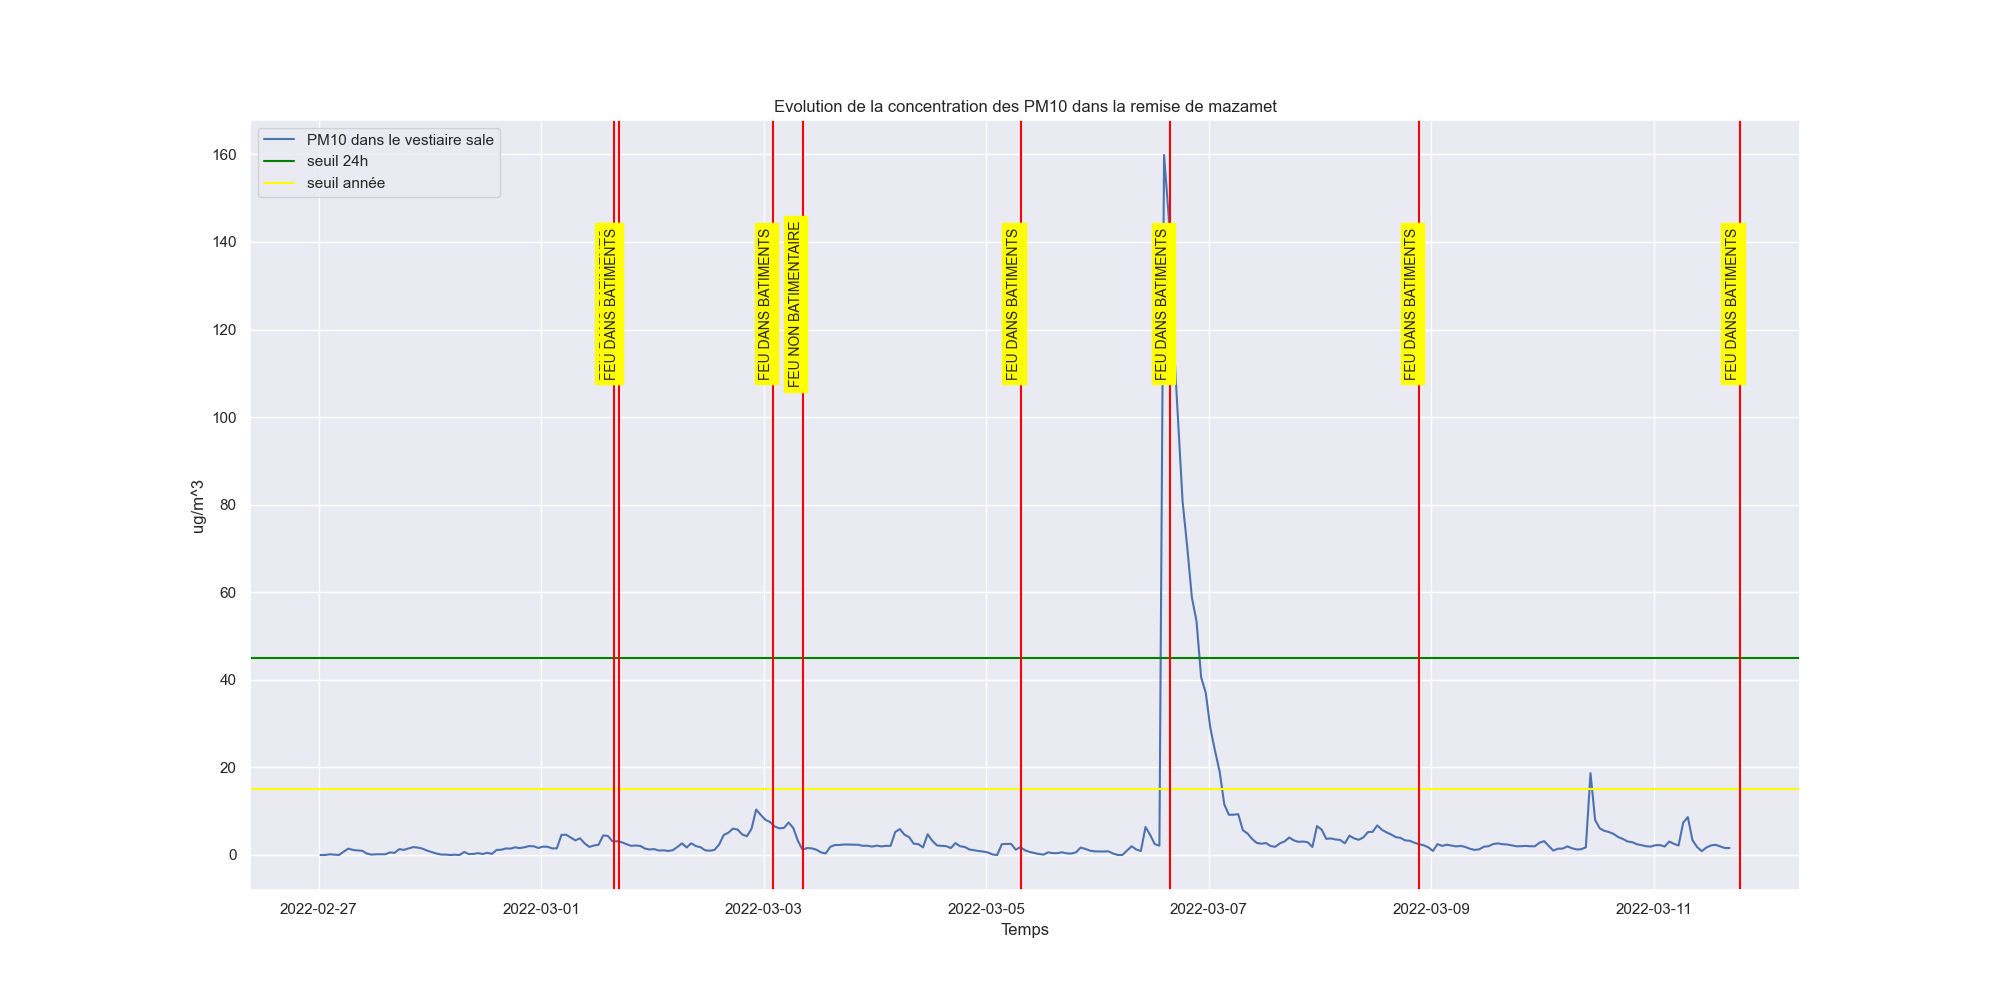 Evolution de la concentration des PM10 dans la remise de mazamet
PM10 dans le vestiaire sale
seuil 24h
seuil année
160
140
120
100
80
60
40
20
0
ug/m^3
FEU DANS BATIMENTS
FEU DANS BATIMENTS
FEU NON BATIMENTAIRE
FEU DANS BATIMENTS
FEU DANS BATIMENTS
FEU DANS BATIMENTS
FEU DANS BATIMENTS
2022-02-27
2022-03-01
2022-03-03
2022-03-05
2022-03-07
2022-03-09
2022-03-11
Temps